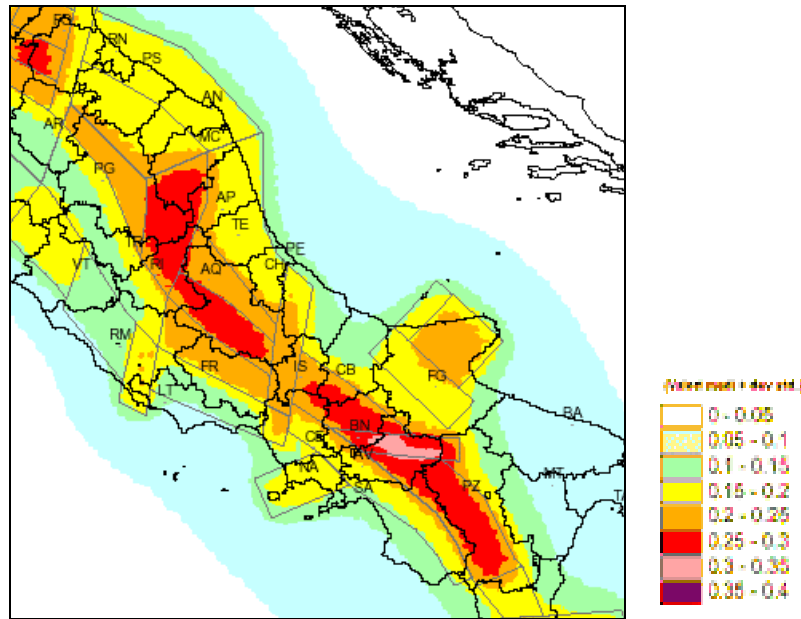 FO
RN
PS
AN
AR
MC
PG
AP
TE
TR
RI
PE
VT
AQ
CH
RM
FR
IS
CB
FG
LT
BA
BN
CE
AV
MT
NA
PZ
SA
TA
(Valori medi + dev std.)
0 - 0.05
0.05 - 0.1
0.1 - 0.15
0.15 - 0.2
0.2 - 0.25
0.25 - 0.3
0.3 - 0.35
0.35 - 0.4